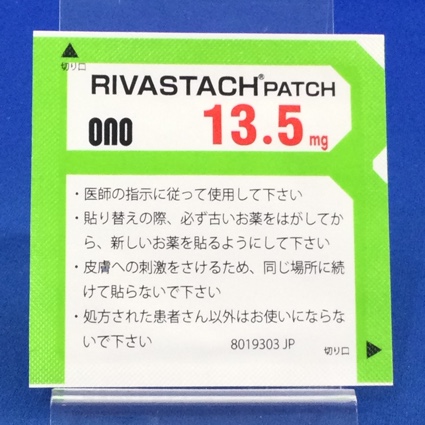 切り口
RIVASTACH® PATCH
ono 13.5 mg
・医師の指示に従って使用して下さい
・貼り替えの際、必ず古いお薬をはがしてか
ら、新しいお薬を貼るようにして下さい
・皮膚への刺激をさけるため、同じ場所に続
けて貼らないで下さい
・処方された患者さん以外はお使いにならな
いで下さい
8019303 JP
切り口